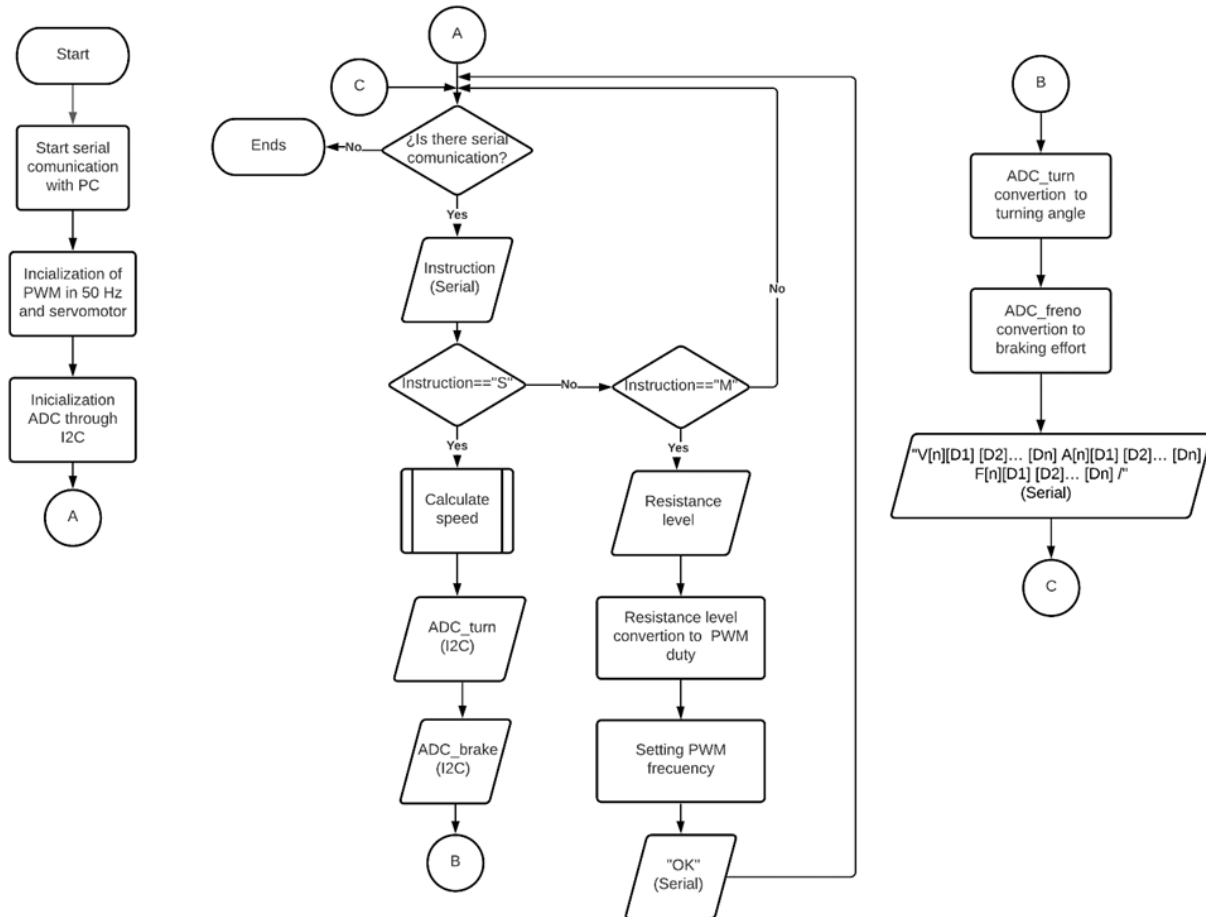 Start
Start serial
comunication
with PC
Incialization of
PWM in 50 Hz
and servomotor
Inicialization
ADC through
I2C
A
A
C
¿Is there serial
comunication?
No
Ends
Yes
Instruction
(Serial)
Instruction=="S"
No
Instruction=="M"
No
Yes
Calculate
speed
ADC_turn
(I2C)
ADC_brake
(I2C)
B
Yes
Resistance
level
Resistance level
convertion to PWM
duty
Setting PWM
frecuency
"OK"
(Serial)
B
ADC_turn
convertion to
turning angle
ADC_freno
convertion to
braking effort
"V[n][D1] [D2]... [Dn] A[n][D1] [D2]... [Dn]
F[n][D1] [D2]... [Dn] /"
(Serial)
C